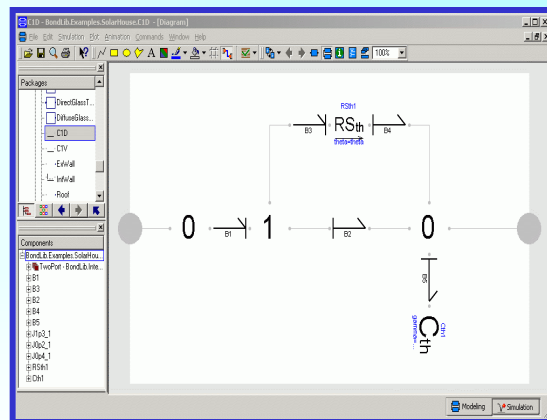 C1D - BondLib.Examples.SolarHouse.C1D - [Diagram]
File Edit Simulation Plot Animation Commands Window Help
100%
Packages
DirectGlassT...
DiffuseGlass...
C1D
C1V
ExWall
IntWall
Roof
Components
BondLib.Examples.SolarHou...
TwoPort - BondLib.Inte...
B1
B3
B2
B4
B5
J1p3_1
J0p2_1
J0p4_1
RSth1
Cth1
RSth1
B3 RSth B4
theta=theta
0 B1 1 B2 0
B5
Cth1
Cth
gamma=...
Modeling Simulation